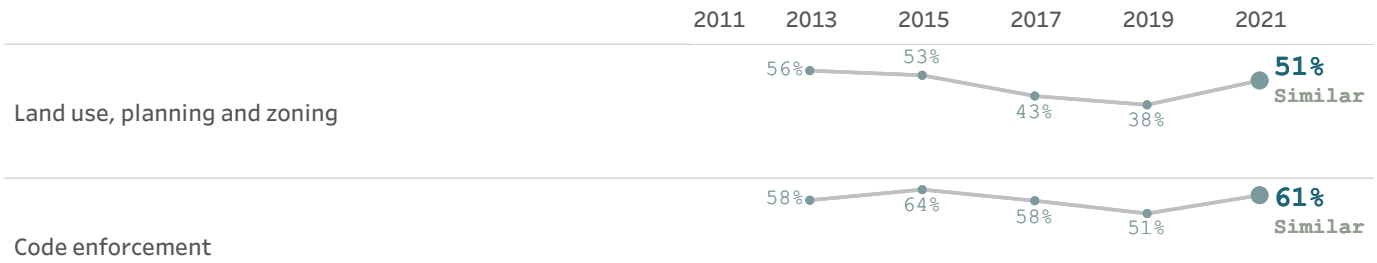 2011 2013 2015 2017 2019 2021
Land use, planning and zoning
56% 53% 43% 38% 51%
Similar
Code enforcement
58% 64% 58% 51% 61%
Similar